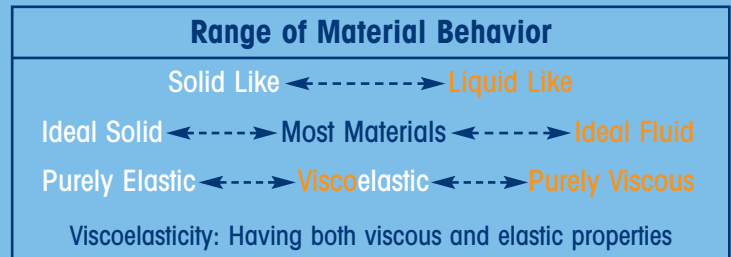 Range of Material Behavior
Solid Like Liquid Like
Ideal Solid Most Materials Ideal Fluid
Purely Elastic Viscoelastic Purely Viscous
Viscoelasticity: Having both viscous and elastic properties